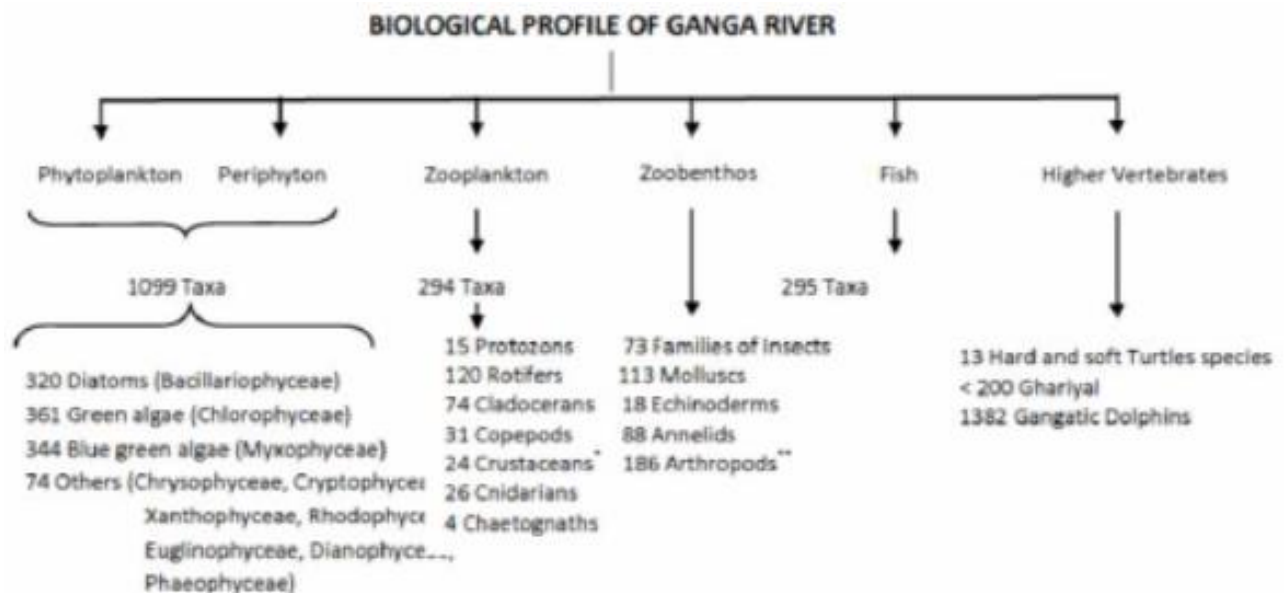 BIOLOGICAL PROFILE OF GANGA RIVER
Phytoplankton
Periphyton
Zooplankton
Zoobenthos
Fish
Higher Vertebrates
1099 Taxa
294 Taxa
295 Taxa
320 Diatoms (Bacillariophyceae)
361 Green algae (Chlorophyceae)
344 Blue green algae (Myxophyceae)
74 Others (Chrysophyceae, Cryptophycea
Xanthophyceae, Rhodophyce
Euglinophyceae, Dianophyce...,
Phaeophyceae)
15 Protozons
120 Rotifers
74 Cladocerans
31 Copepods
24 Crustaceans*
26 Cnidarians
4 Chaetognaths
73 Families of Insects
113 Molluscs
18 Echinoderms
88 Annelids
186 Arthropods**
13 Hard and soft Turtles species
< 200 Ghariyal
1382 Gangatic Dolphins